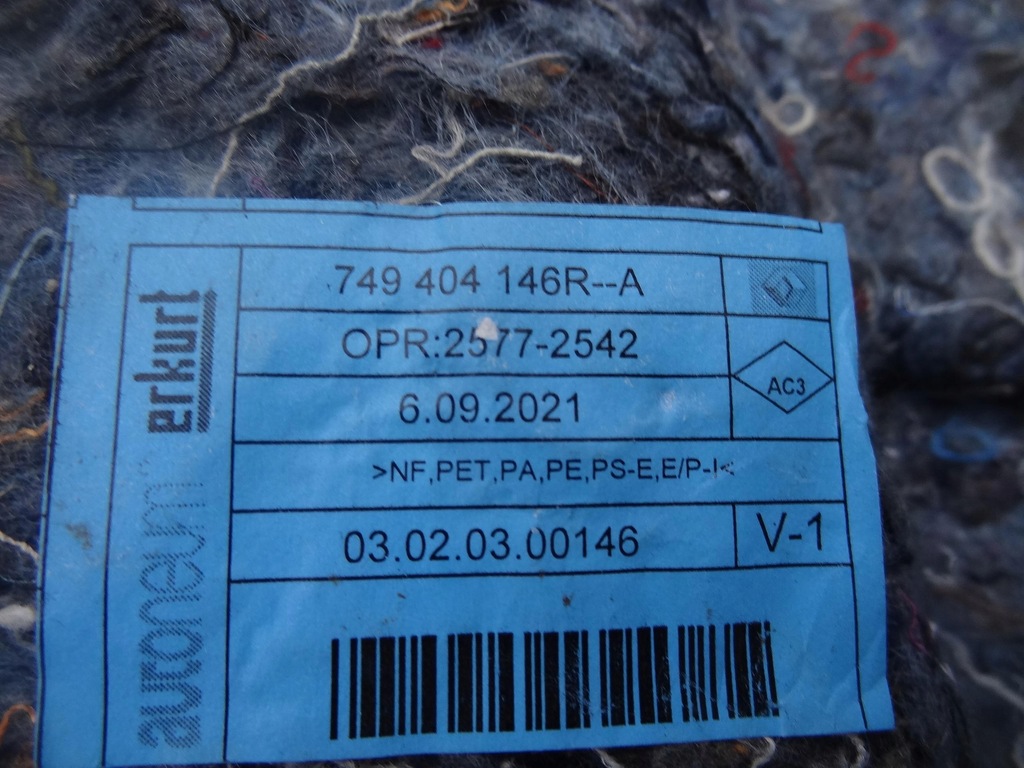 749 404 146R--A
OPR:2577-2542
AC3
6.09.2021
>NF,PET,PA,PE,PS-E,E/P-I<
03.02.03.00146
V-1
erkurt
autoneum